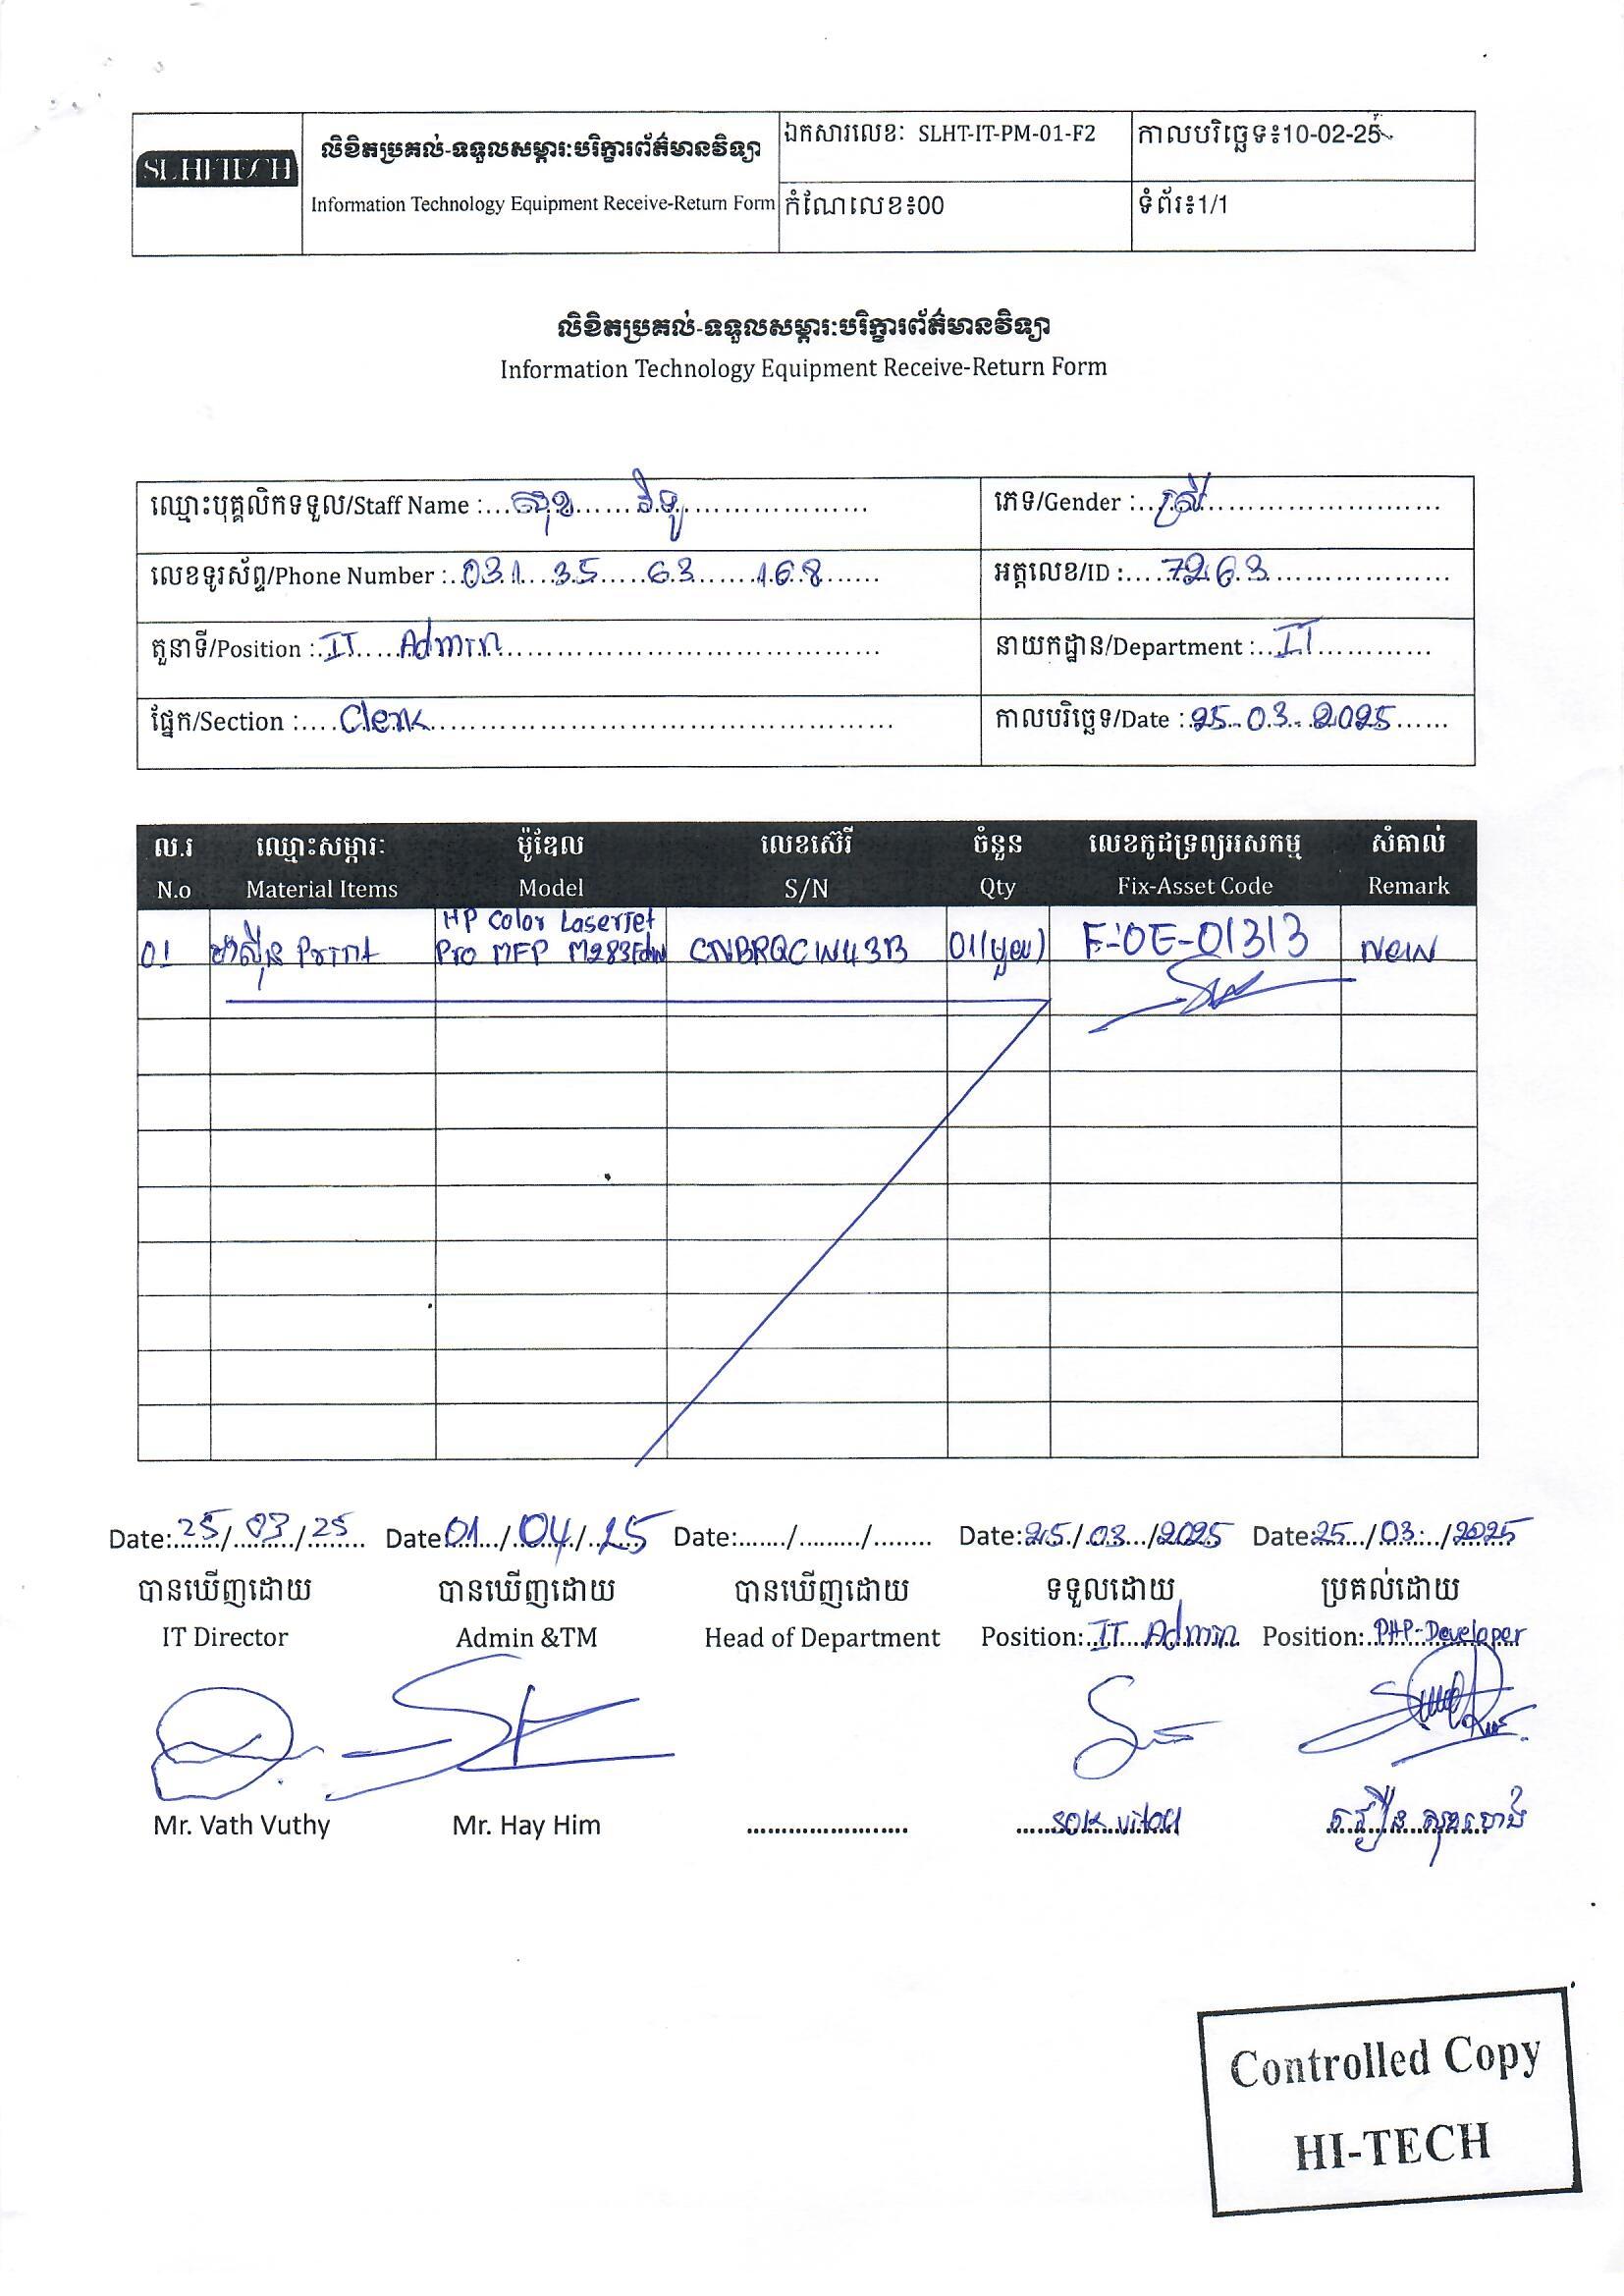 SL HI-TECH
លិខិតប្រគល់-ទទួលសម្ភារៈបរិក្ខារព័ត៌មានវិទ្យា
Information Technology Equipment Receive-Return Form
ឯកសារលេខៈ SLHT-IT-PM-01-F2
កាលបរិច្ឆេទ៖10-02-25
កំណែលេខ៖00
ទំព័រ៖1/1
លិខិតប្រគល់-ទទួលសម្ភារៈបរិក្ខារព័ត៌មានវិទ្យា
Information Technology Equipment Receive-Return Form
ឈ្មោះបុគ្គលិកទទួល/Staff Name : សុខ វិទូ
ភេទ/Gender : ស្រី
លេខទូរស័ព្ទ/Phone Number : 031 35 63 168
អត្តលេខ/ID : 7263
តួនាទី/Position : IT Admin
នាយកដ្ឋាន/Department : IT
ផ្នែក/Section : Clerk
កាលបរិច្ឆេទ/Date : 25.03.2025
ល.រ ឈ្មោះសម្ភារៈ ម៉ូឌែល លេខស៊េរី ចំនួន លេខកូដទ្រព្យអសកម្ម សំគាល់
N.o Material Items Model S/N Qty Fix-Asset Code Remark
HP Color LaserJet
01 ម៉ាស៊ីន Print Pro MFP M283Fdw CNBRQC1W43B 01(មួយ) F-OE-01313 New
Date: 25/03/25 Date: 01/04/25 Date:......./......../........ Date: 25/03/2025 Date: 25/03/2025
បានឃើញដោយ បានឃើញដោយ បានឃើញដោយ ទទួលដោយ ប្រគល់ដោយ
IT Director Admin &TM Head of Department Position: IT Admin Position: PHP-Developer
Mr. Vath Vuthy Mr. Hay Him ...................... SOK vitou
Controlled Copy
HI-TECH